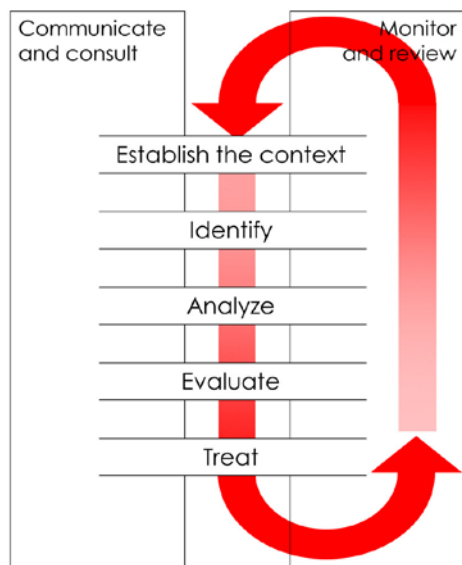 Communicate
and consult
Monitor
and review
Establish the context
Identify
Analyze
Evaluate
Treat